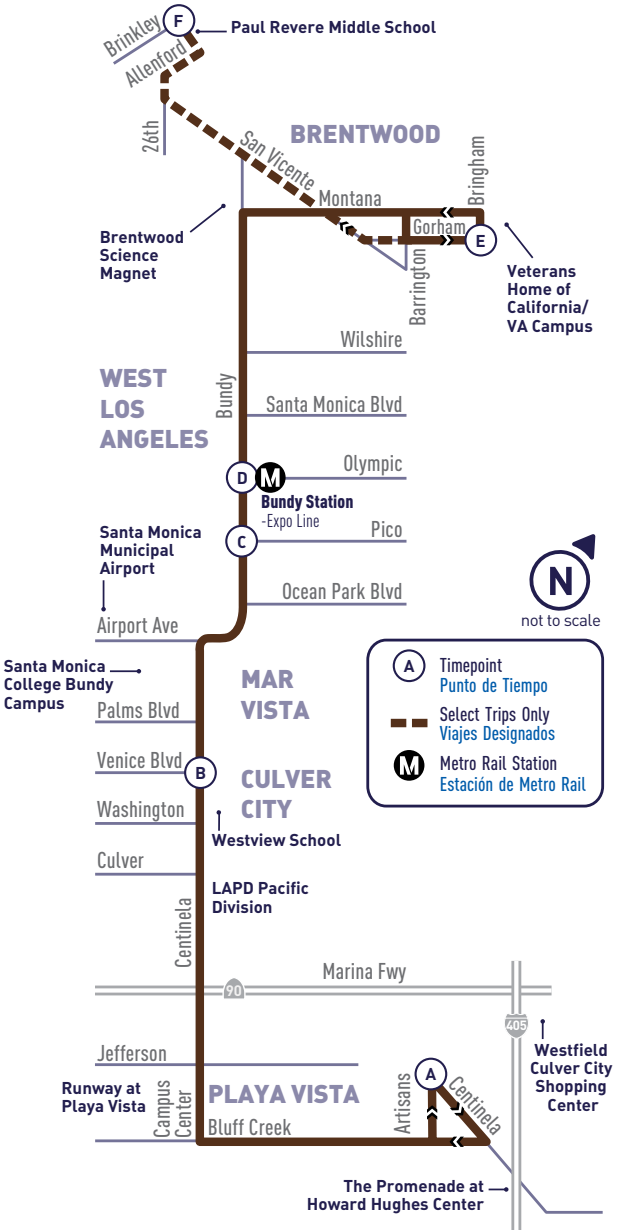 F
Paul Revere Middle School
Brinkley
Allenford
26th
San Vicente
BRENTWOOD
Bringham
Montana
Gorham
E
Barrington
Brentwood
Science
Magnet
Veterans
Home of
California/
VA Campus
Wilshire
WEST
LOS
ANGELES
Bundy
Santa Monica Blvd
D
M
Olympic
Bundy Station
-Expo Line
C
Pico
Santa Monica
Municipal
Airport
N
not to scale
Ocean Park Blvd
Airport Ave
Santa Monica
College Bundy
Campus
MAR
VISTA
A
Timepoint
Punto de Tiempo
Select Trips Only
Viajes Designados
M
Metro Rail Station
Estación de Metro Rail
Palms Blvd
Venice Blvd
B
CULVER
CITY
Washington
Westview School
Culver
LAPD Pacific
Division
Centinela
Marina Fwy
90
405
Jefferson
Westfield
Culver City
Shopping
Center
Runway at
Playa Vista
Campus
Center
PLAYA VISTA
Bluff Creek
Artisans
A
Centinela
The Promenade at
Howard Hughes Center